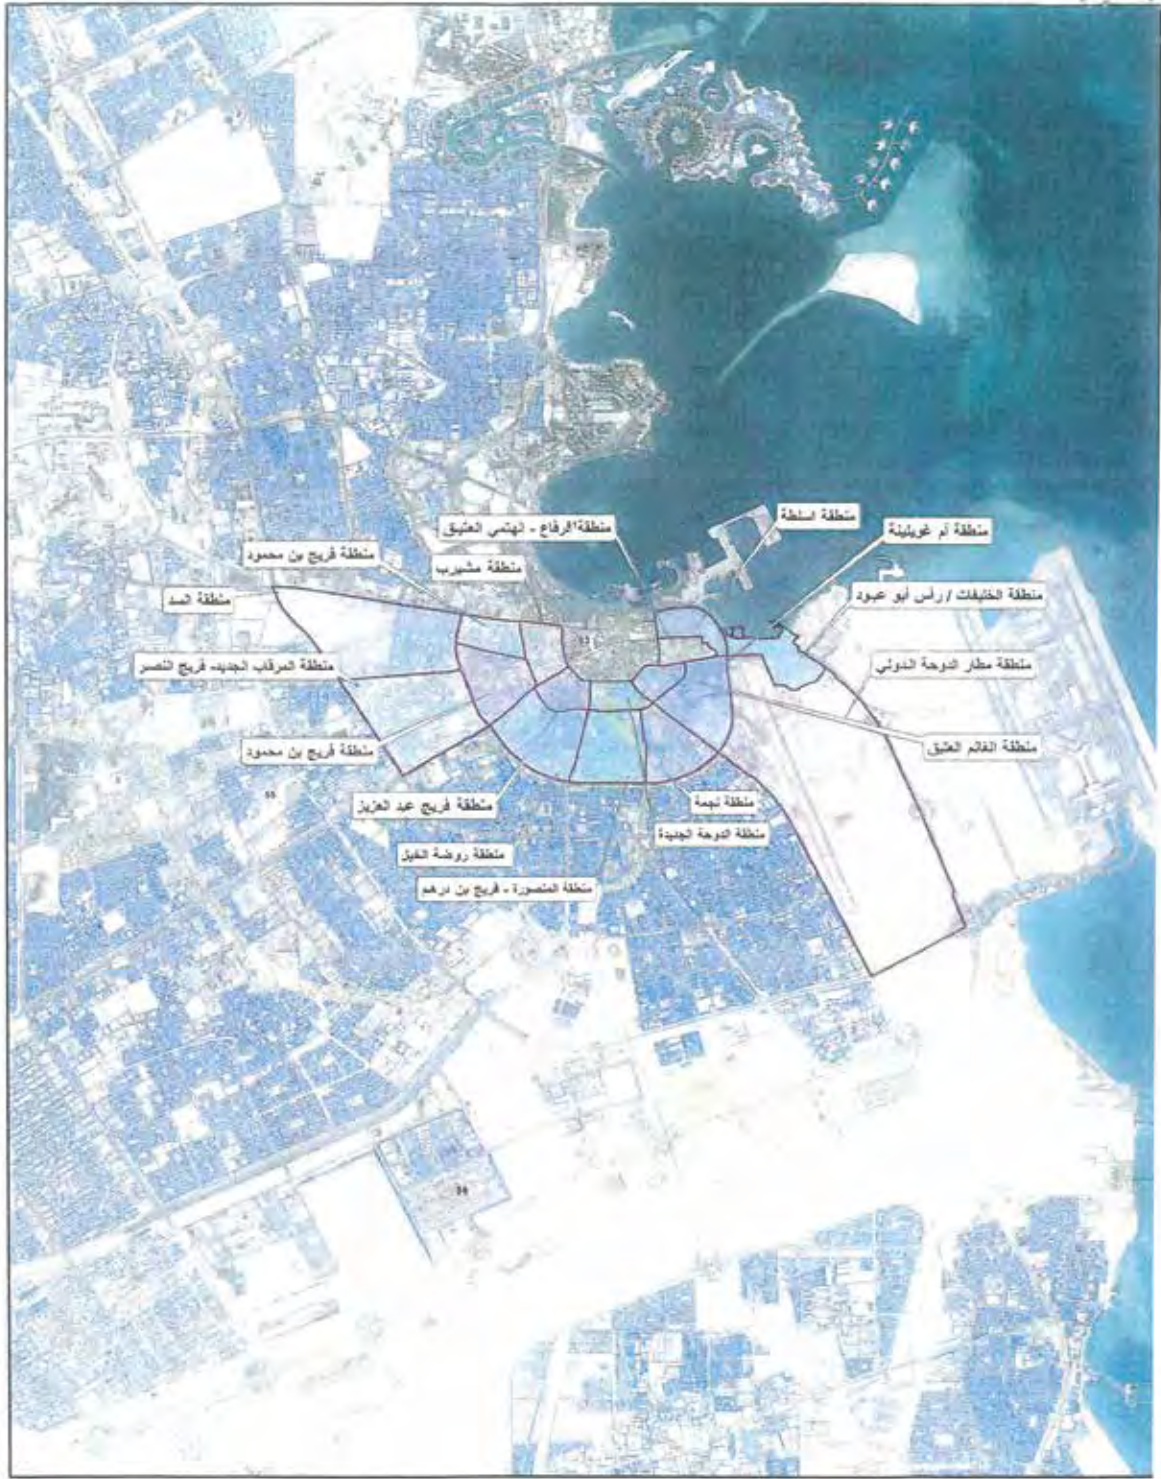 منطقة اسلطة
منطقة الرفاع - الهتمي العتيق
منطقة أم غويلينة
منطقة فريج بن محمود
منطقة مشيرب
منطقة السد
منطقة الخليفات / رأس أبو عبود
منطقة المرقاب الجديد - فريج النصر
منطقة مطار الدوحة الدولي
منطقة فريج بن محمود
منطقة الغانم العتيق
منطقة فريج عبد العزيز
منطقة نجمة
منطقة الدوحة الجديدة
منطقة روضة الخيل
منطقة المنصورة - فريج بن درهم